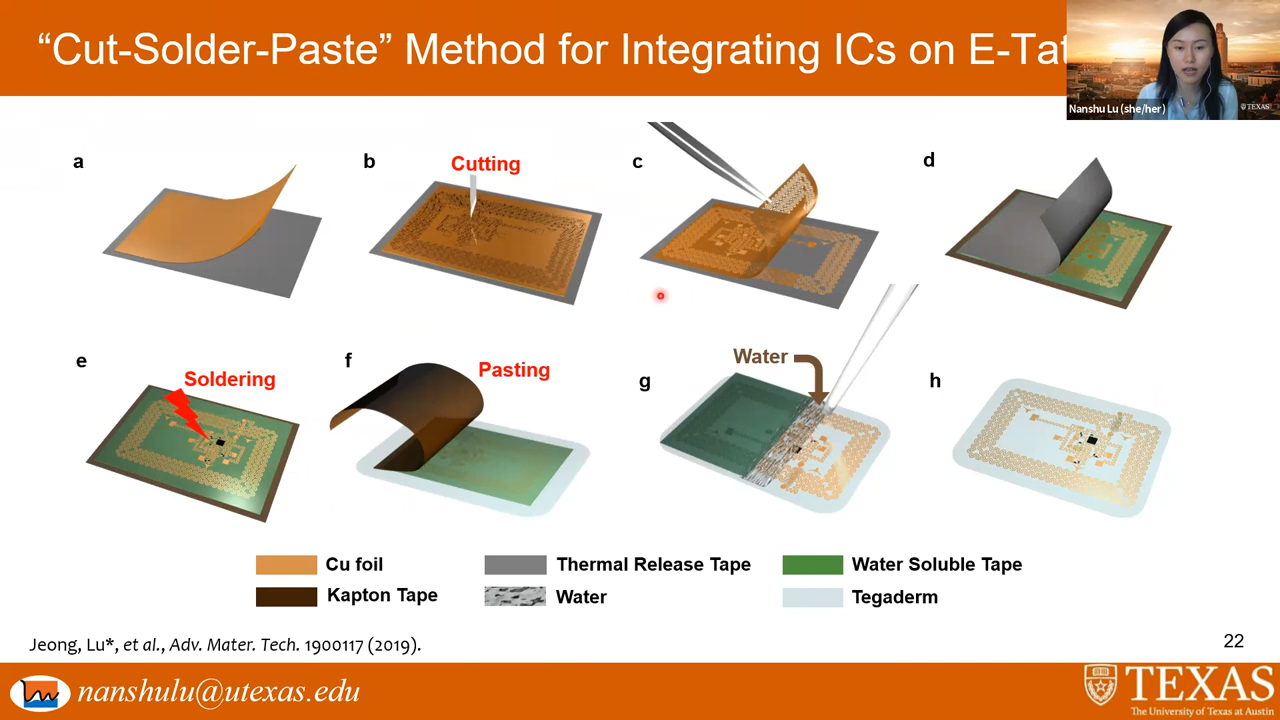 “Cut-Solder-Paste” Method for Integrating ICs on E-Tat
Nanshu Lu (she/her)
TEXAS
a
b
Cutting
c
d
e
Soldering
f
Pasting
g
Water
h
Cu foil
Thermal Release Tape
Water Soluble Tape
Kapton Tape
Water
Tegaderm
Jeong, Lu*, et al., Adv. Mater. Tech. 1900117 (2019).
22
nanshulu@utexas.edu
TEXAS
The University of Texas at Austin